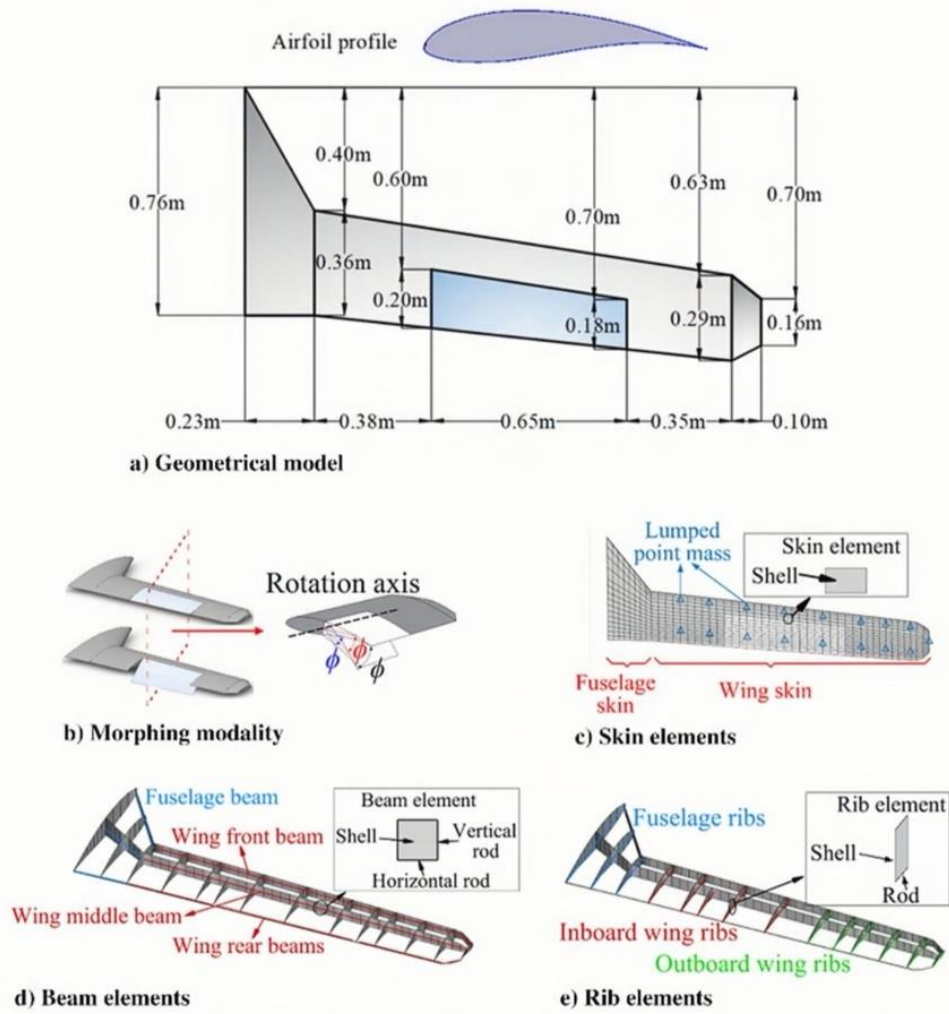 Airfoil profile
0.40m
0.60m
0.63m
0.76m
0.70m
0.70m
0.36m
0.20m
0.18m
0.29m
0.16m
0.23m
0.38m
0.65m
0.35m
0.10m
a) Geometrical model
Rotation axis
ϕ
ϕ
ϕ
b) Morphing modality
Lumped
point mass
Skin element
Shell
Fuselage
skin
Wing skin
c) Skin elements
Fuselage beam
Wing front beam
Wing middle beam
Wing rear beams
Beam element
Shell
Vertical
rod
Horizontal rod
d) Beam elements
Fuselage ribs
Rib element
Shell
Rod
Inboard wing ribs
Outboard wing ribs
e) Rib elements